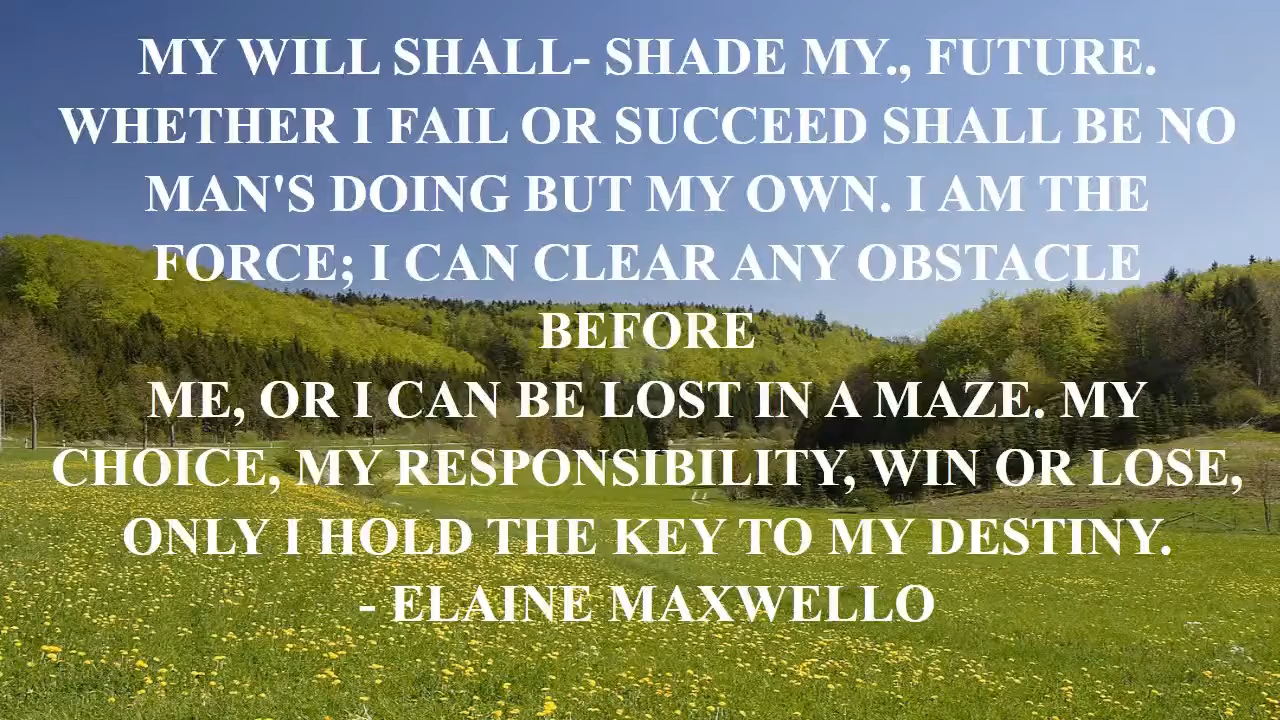 MY WILL SHALL- SHADE MY., FUTURE.
WHETHER I FAIL OR SUCCEED SHALL BE NO
MAN'S DOING BUT MY OWN. I AM THE
FORCE; I CAN CLEAR ANY OBSTACLE
BEFORE
ME, OR I CAN BE LOST IN A MAZE. MY
CHOICE, MY RESPONSIBILITY, WIN OR LOSE,
ONLY I HOLD THE KEY TO MY DESTINY.
- ELAINE MAXWELLO